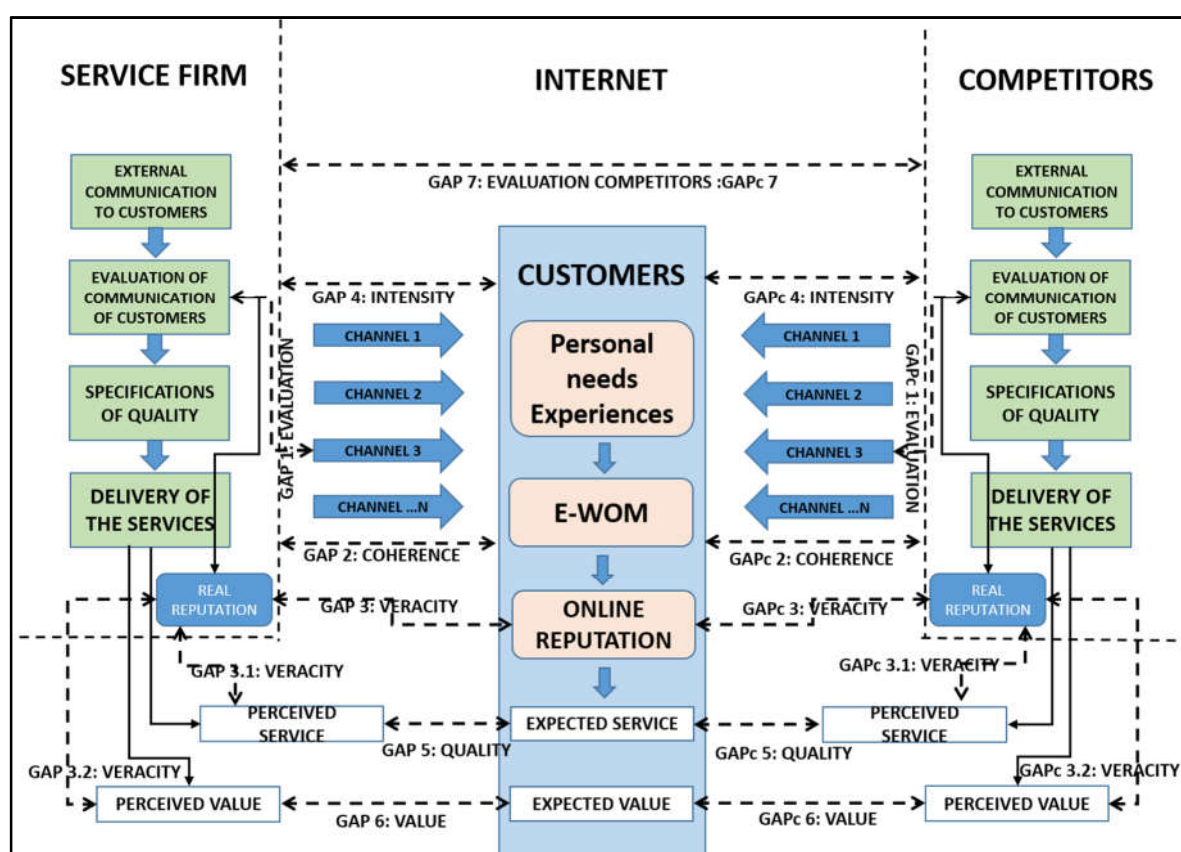 SERVICE FIRM
INTERNET
COMPETITORS
EXTERNAL
COMMUNICATION
TO CUSTOMERS
EVALUATION OF
COMMUNICATION
OF CUSTOMERS
SPECIFICATIONS
OF QUALITY
DELIVERY OF
THE SERVICES
REAL
REPUTATION
GAP 7: EVALUATION COMPETITORS :GAPc 7
GAP 4: INTENSITY
CHANNEL 1
CHANNEL 2
CHANNEL 3
CHANNEL ...N
GAP 1: EVALUATION
GAP 2: COHERENCE
GAP 3: VERACITY
GAP 3.1: VERACITY
PERCEIVED
SERVICE
GAP 5: QUALITY
GAP 3.2: VERACITY
PERCEIVED VALUE
GAP 6: VALUE
CUSTOMERS
Personal
needs
Experiences
E-WOM
ONLINE
REPUTATION
EXPECTED SERVICE
EXPECTED VALUE
GAPc 4: INTENSITY
CHANNEL 1
CHANNEL 2
CHANNEL 3
CHANNEL ...N
GAPc 1: EVALUATION
GAPc 2: COHERENCE
GAPc 3: VERACITY
GAPc 3.1: VERACITY
PERCEIVED
SERVICE
GAPc 5: QUALITY
GAPc 3.2: VERACITY
PERCEIVED VALUE
GAPc 6: VALUE
EXTERNAL
COMMUNICATION
TO CUSTOMERS
EVALUATION OF
COMMUNICATION
OF CUSTOMERS
SPECIFICATIONS
OF QUALITY
DELIVERY OF
THE SERVICES
REAL
REPUTATION